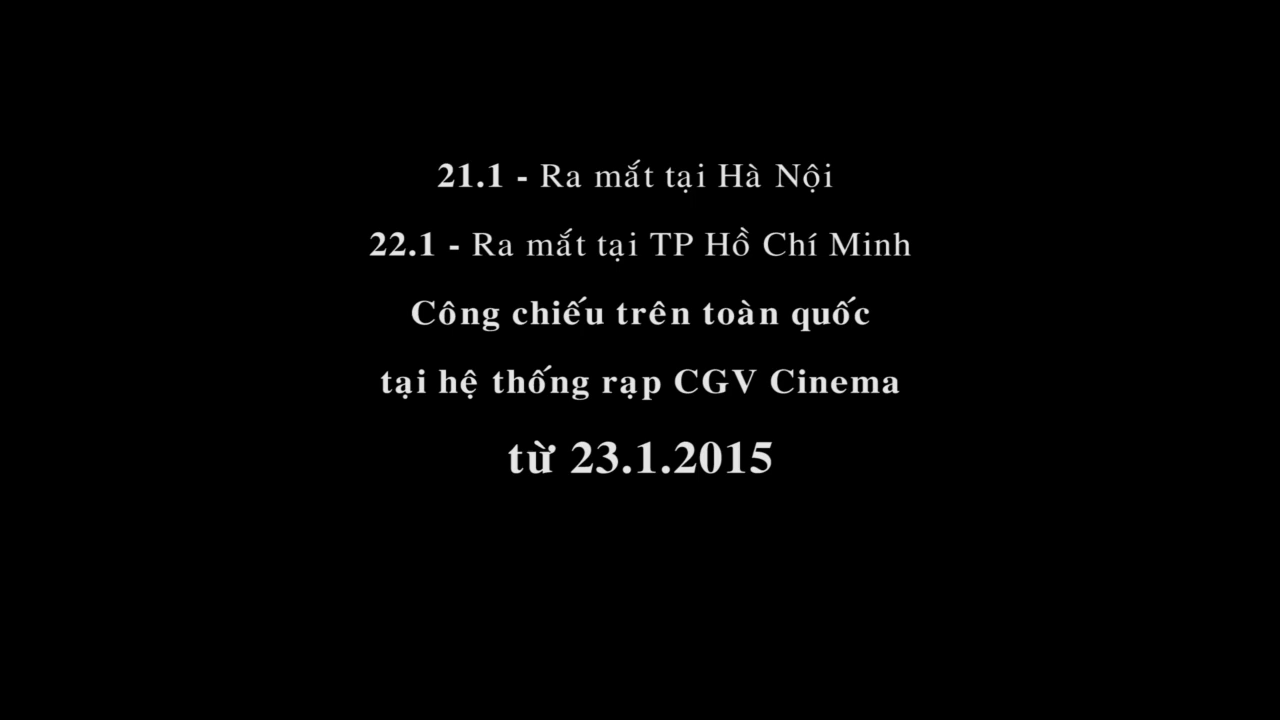 21.1 - Ra mắt tại Hà Nội
22.1 - Ra mắt tại TP Hồ Chí Minh
Công chiếu trên toàn quốc
tại hệ thống rạp CGV Cinema
từ 23.1.2015